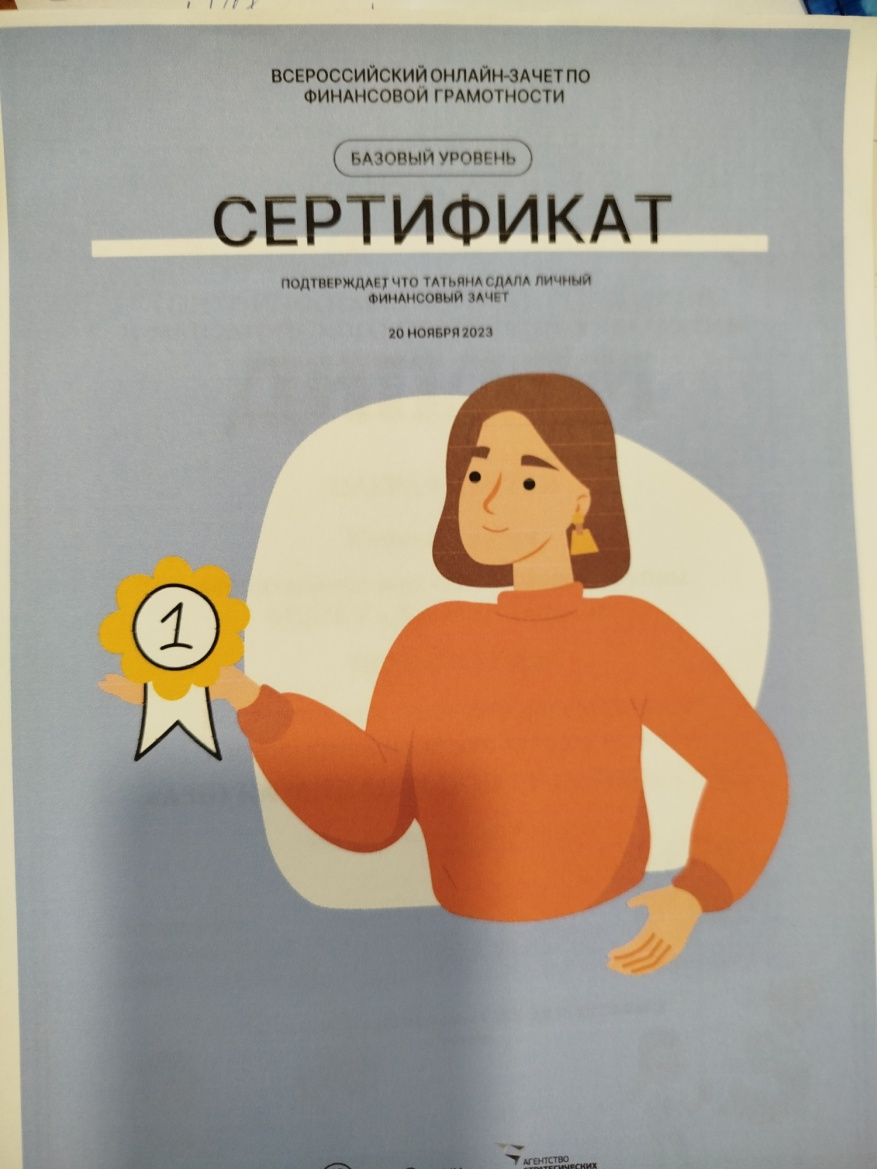 ВСЕРОССИЙСКИЙ ОНЛАЙН-ЗАЧЕТ ПО
ФИНАНСОВОЙ ГРАМОТНОСТИ
БАЗОВЫЙ УРОВЕНЬ
СЕРТИФИКАТ
ПОДТВЕРЖДАЕТ ЧТО ТАТЬЯНА СДАЛА ЛИЧНЫЙ
ФИНАНСОВЫЙ ЗАЧЕТ
20 НОЯБРЯ 2023
1
АГЕНТСТВО
СТРАТЕГИЧЕСКИХ